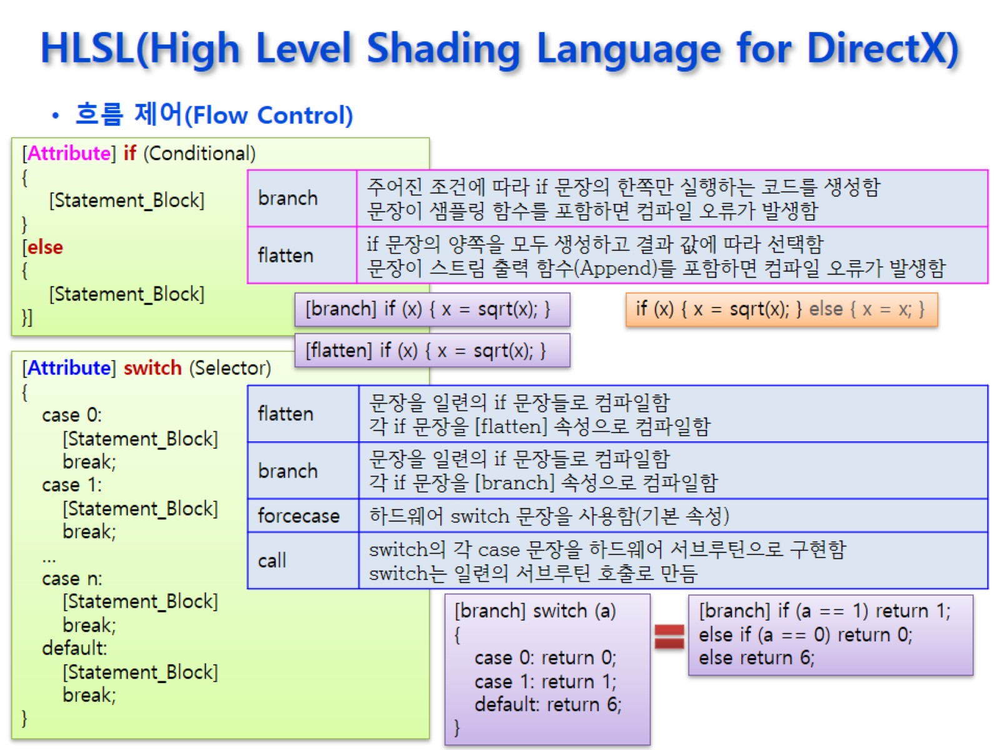 HLSL(High Level Shading Language for DirectX)
• 흐름 제어(Flow Control)
[Attribute] if (Conditional)
{
[Statement_Block]
}
[else
{
[Statement_Block]
}]
branch
주어진 조건에 따라 if 문장의 한쪽만 실행하는 코드를 생성함
문장이 샘플링 함수를 포함하면 컴파일 오류가 발생함
flatten
if 문장의 양쪽을 모두 생성하고 결과 값에 따라 선택함
문장이 스트림 출력 함수(Append)를 포함하면 컴파일 오류가 발생함
[branch] if (x) { x = sqrt(x); }
if (x) { x = sqrt(x); } else { x = x; }
[flatten] if (x) { x = sqrt(x); }
[Attribute] switch (Selector)
{
case 0:
[Statement_Block]
break;
case 1:
[Statement_Block]
break;
...
case n:
[Statement_Block]
break;
default:
[Statement_Block]
break;
}
flatten
문장을 일련의 if 문장들로 컴파일함
각 if 문장을 [flatten] 속성으로 컴파일함
branch
문장을 일련의 if 문장들로 컴파일함
각 if 문장을 [branch] 속성으로 컴파일함
forcecase
하드웨어 switch 문장을 사용함(기본 속성)
call
switch의 각 case 문장을 하드웨어 서브루틴으로 구현함
switch는 일련의 서브루틴 호출로 만듬
[branch] switch (a)
{
case 0: return 0;
case 1: return 1;
default: return 6;
}
[branch] if (a == 1) return 1;
else if (a == 0) return 0;
else return 6;